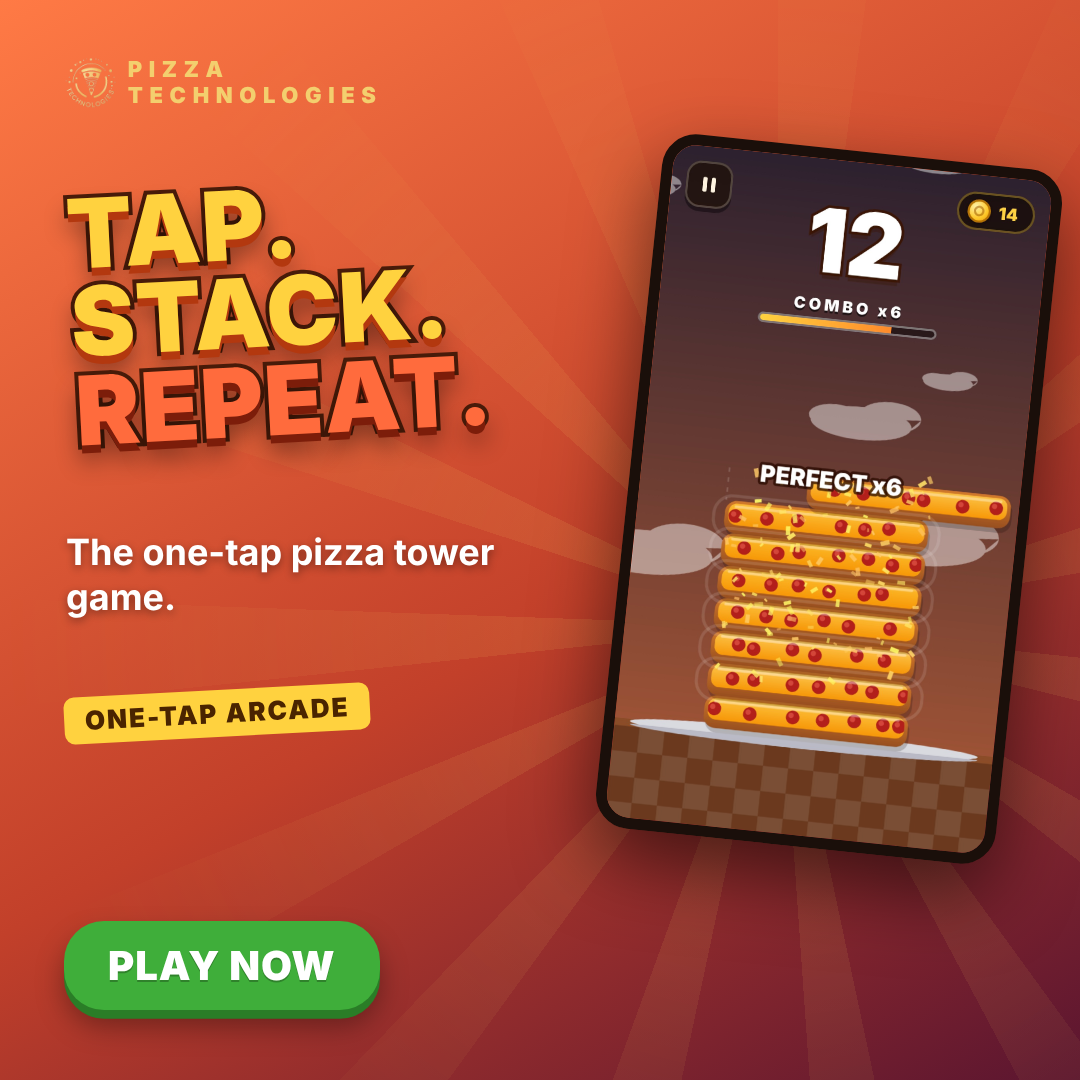 PIZZA
TECHNOLOGIES
TAP.
STACK.
REPEAT.
The one-tap pizza tower
game.
ONE-TAP ARCADE
PLAY NOW
14
12
COMBO x6
PERFECT x6